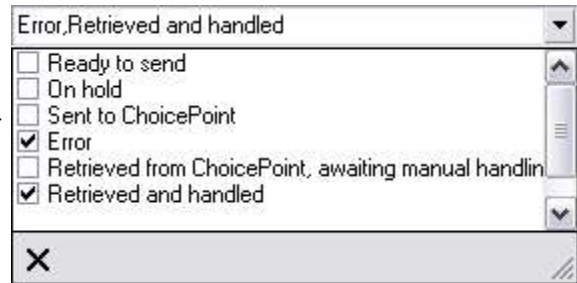 Error,Retrieved and handled
Ready to send
On hold
Sent to ChoicePoint
Error
Retrieved from ChoicePoint, awaiting manual handlin
Retrieved and handled